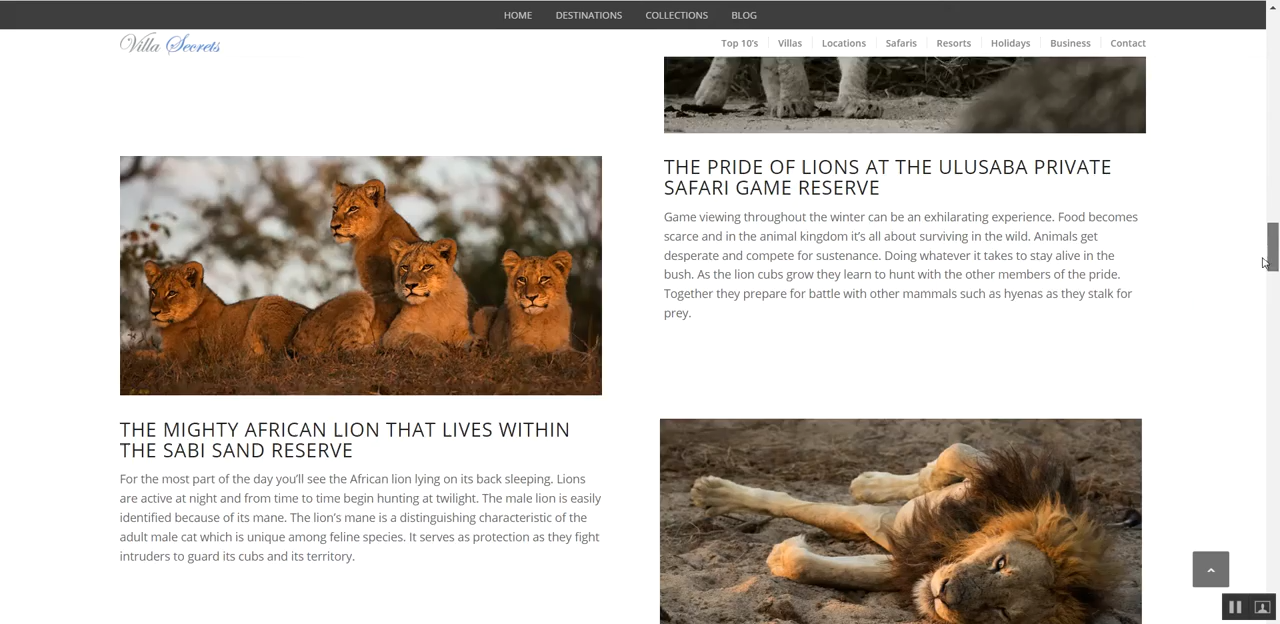 HOME DESTINATIONS COLLECTIONS BLOG
Villa Secrets
Top 10's Villas Locations Safaris Resorts Holidays Business Contact
THE PRIDE OF LIONS AT THE ULUSABA PRIVATE
SAFARI GAME RESERVE
Game viewing throughout the winter can be an exhilarating experience. Food becomes
scarce and in the animal kingdom it's all about surviving in the wild. Animals get
desperate and compete for sustenance. Doing whatever it takes to stay alive in the
bush. As the lion cubs grow they learn to hunt with the other members of the pride.
Together they prepare for battle with other mammals such as hyenas as they stalk for
prey.
THE MIGHTY AFRICAN LION THAT LIVES WITHIN
THE SABI SAND RESERVE
For the most part of the day you'll see the African lion lying on its back sleeping. Lions
are active at night and from time to time begin hunting at twilight. The male lion is easily
identified because of its mane. The lion's mane is a distinguishing characteristic of the
adult male cat which is unique among feline species. It serves as protection as they fight
intruders to guard its cubs and its territory.